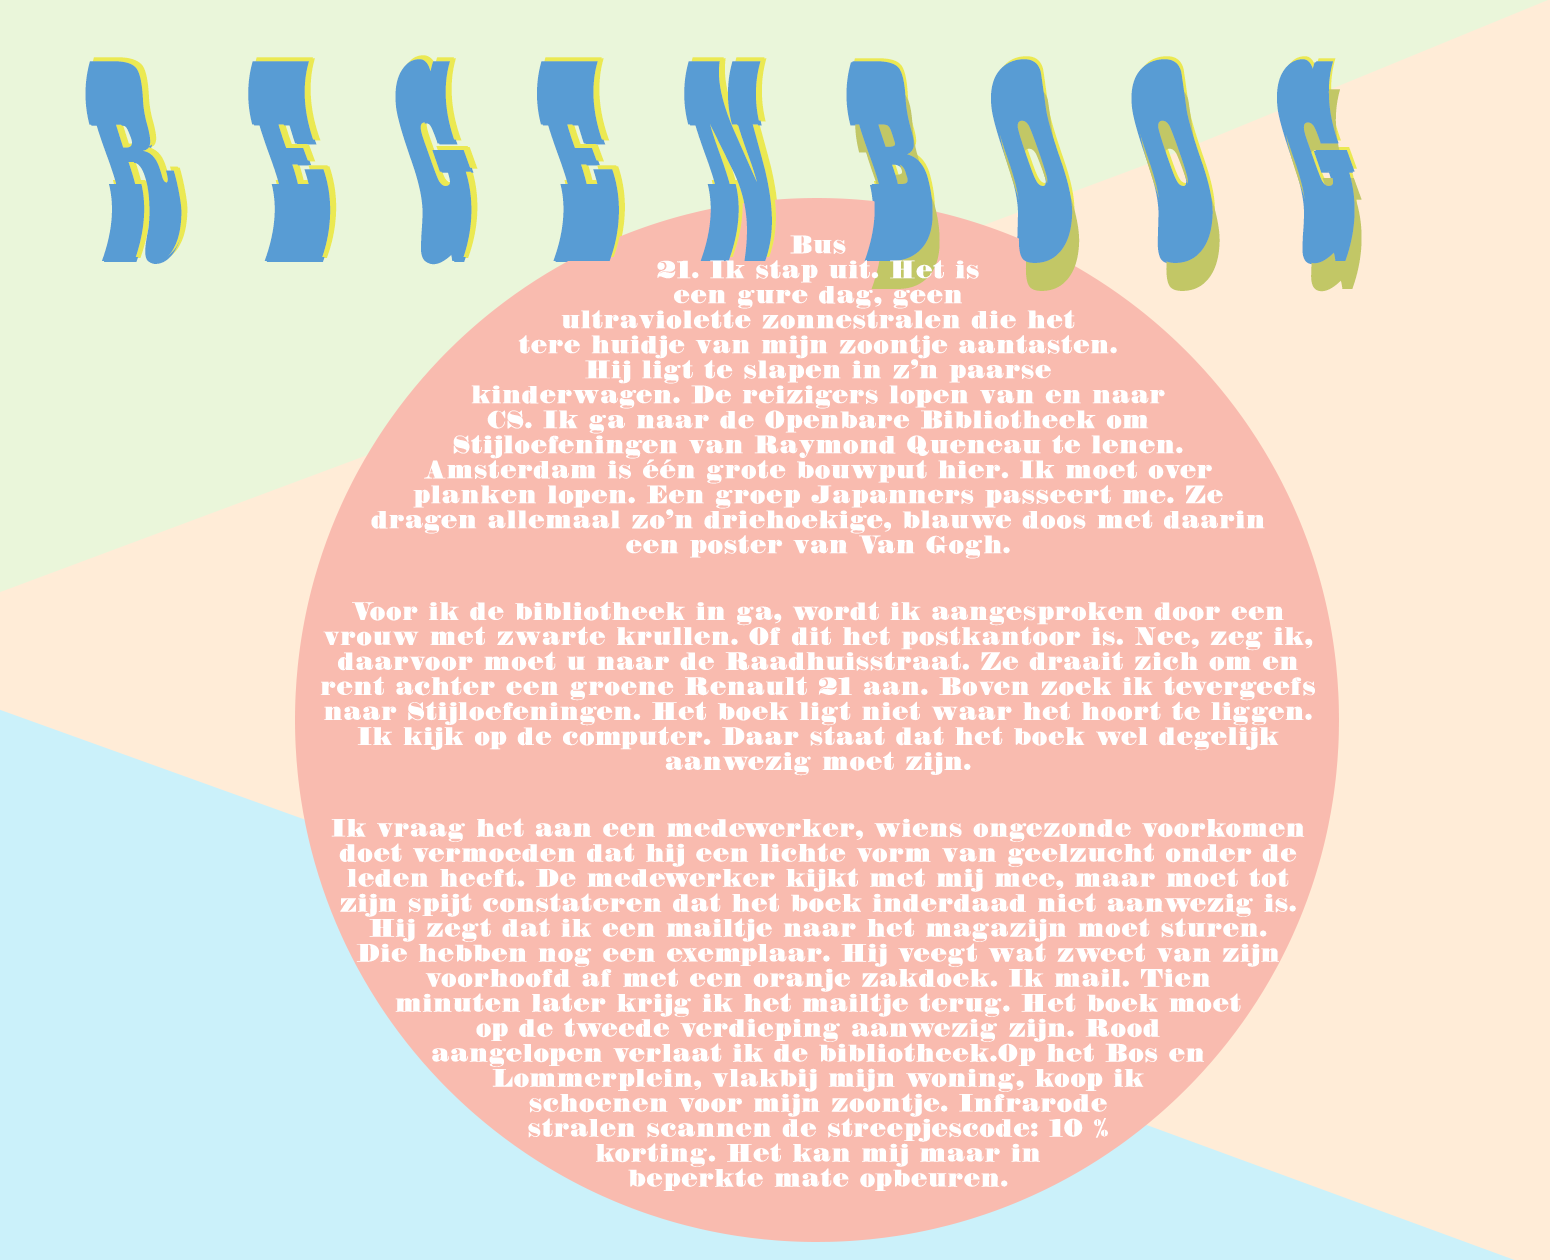 REGENBOOG
Bus
21. Ik stap uit. Het is
een gure dag, geen
ultraviolette zonnestralen die het
tere huidje van mijn zoontje aantasten.
Hij ligt te slapen in z’n paarse
kinderwagen. De reizigers lopen van en naar
CS. Ik ga naar de Openbare Bibliotheek om
Stijloefeningen van Raymond Queneau te lenen.
Amsterdam is één grote bouwput hier. Ik moet over
planken lopen. Een groep Japanners passeert me. Ze
dragen allemaal zo’n driehoekige, blauwe doos met daarin
een poster van Van Gogh.
Voor ik de bibliotheek in ga, wordt ik aangesproken door een
vrouw met zwarte krullen. Of dit het postkantoor is. Nee, zeg ik,
daarvoor moet u naar de Raadhuisstraat. Ze draait zich om en
rent achter een groene Renault 21 aan. Boven zoek ik tevergeefs
naar Stijloefeningen. Het boek ligt niet waar het hoort te liggen.
Ik kijk op de computer. Daar staat dat het boek wel degelijk
aanwezig moet zijn.
Ik vraag het aan een medewerker, wiens ongezonde voorkomen
doet vermoeden dat hij een lichte vorm van geelzucht onder de
leden heeft. De medewerker kijkt met mij mee, maar moet tot
zijn spijt constateren dat het boek inderdaad niet aanwezig is.
Hij zegt dat ik een mailtje naar het magazijn moet sturen.
Die hebben nog een exemplaar. Hij veegt wat zweet van zijn
voorhoofd af met een oranje zakdoek. Ik mail. Tien
minuten later krijg ik het mailtje terug. Het boek moet
op de tweede verdieping aanwezig zijn. Rood
aangelopen verlaat ik de bibliotheek.Op het Bos en
Lommerplein, vlakbij mijn woning, koop ik
schoenen voor mijn zoontje. Infrarode
stralen scannen de streepjescode: 10 %
korting. Het kan mij maar in
beperkte mate opbeuren.